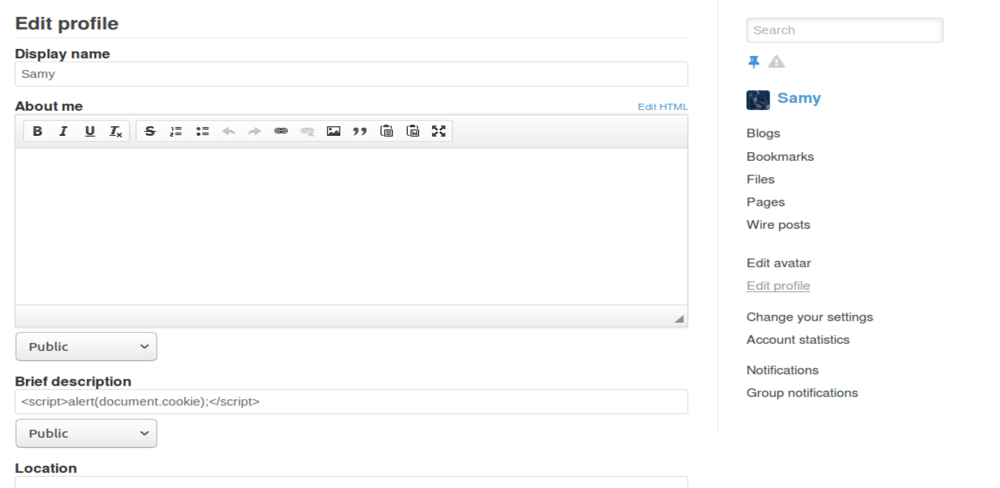 Edit profile
Display name
Samy
About me
Edit HTML
Public
Brief description
<script>alert(document.cookie);</script>
Public
Location
Search
Samy
Blogs
Bookmarks
Files
Pages
Wire posts
Edit avatar
Edit profile
Change your settings
Account statistics
Notifications
Group notifications